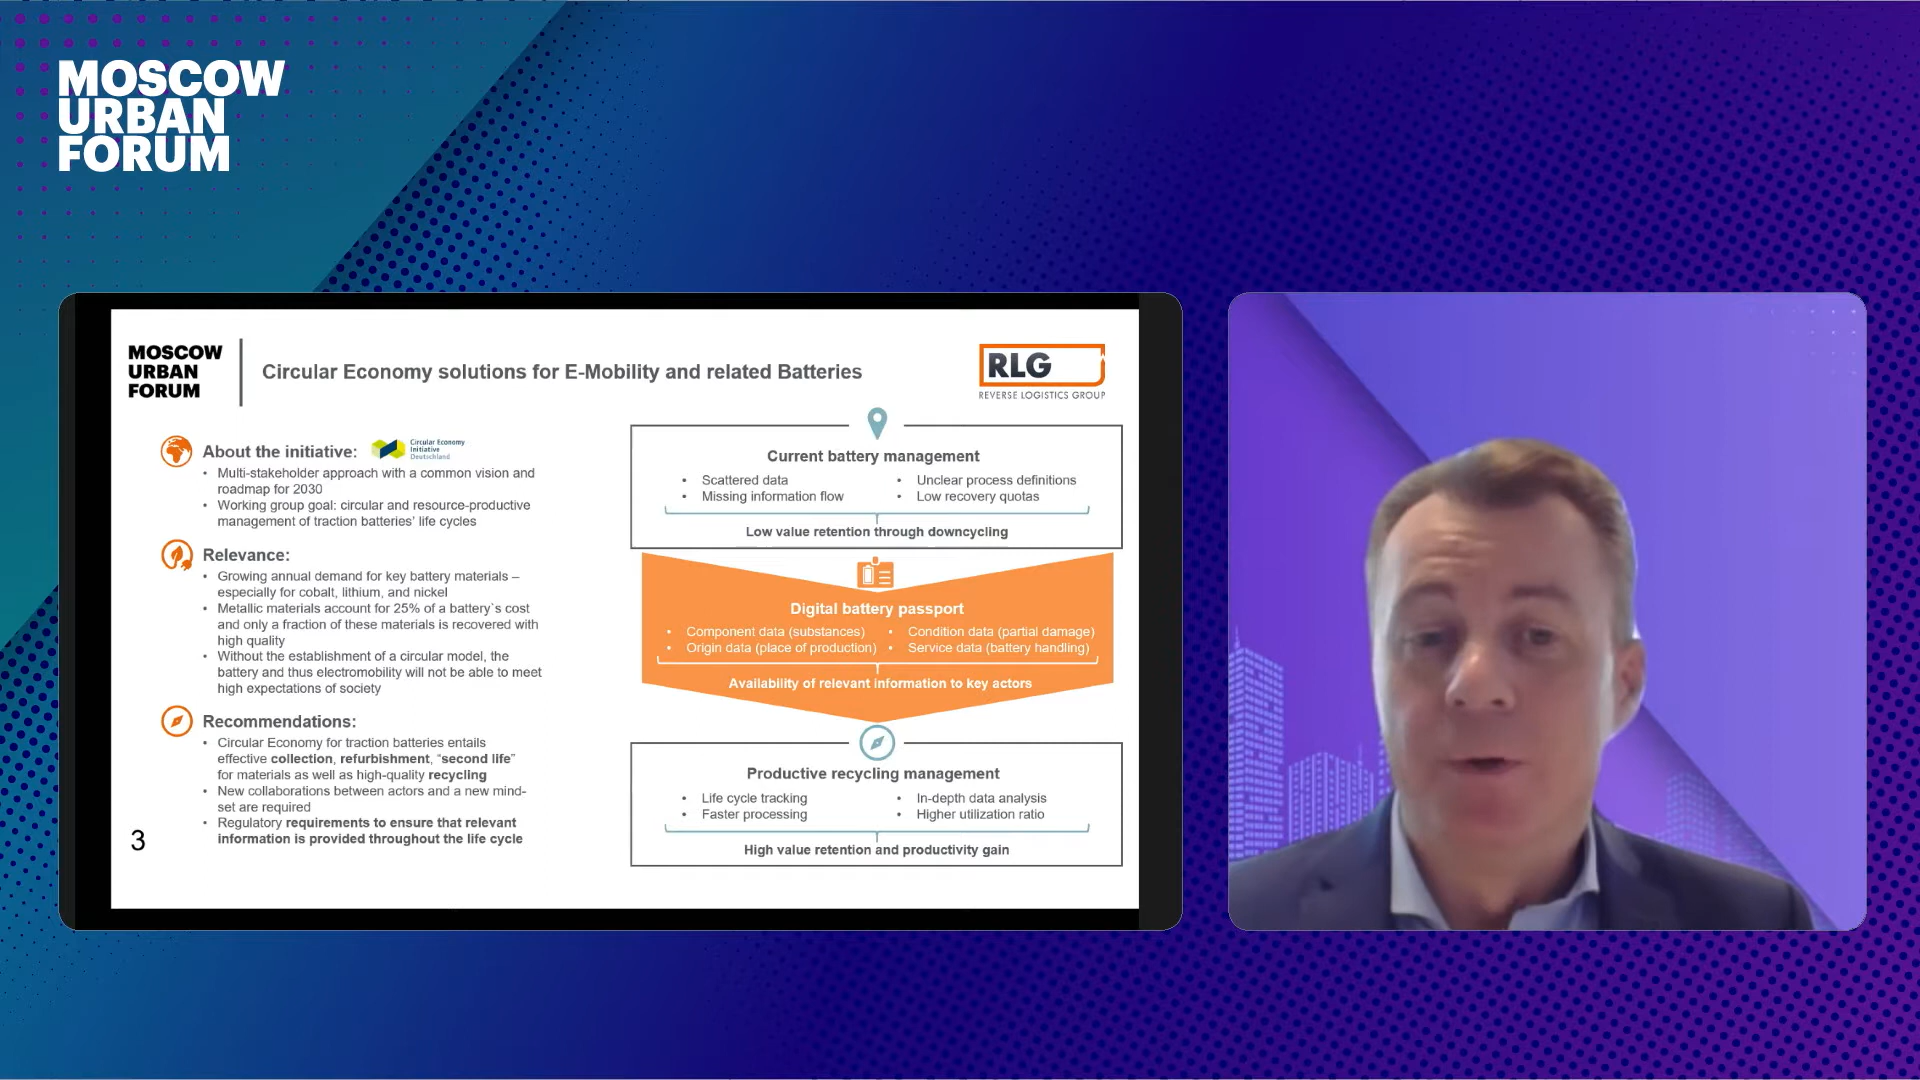 MOSCOW
URBAN
FORUM
MOSCOW
URBAN
FORUM
Circular Economy solutions for E-Mobility and related Batteries
RLG
REVERSE LOGISTICS GROUP
About the initiative:
Circular Economy
Initiative
Deutschland
• Multi-stakeholder approach with a common vision and
roadmap for 2030
• Working group goal: circular and resource-productive
management of traction batteries' life cycles
Relevance:
• Growing annual demand for key battery materials –
especially for cobalt, lithium, and nickel
• Metallic materials account for 25% of a battery`s cost
and only a fraction of these materials is recovered with
high quality
• Without the establishment of a circular model, the
battery and thus electromobility will not be able to meet
high expectations of society
Recommendations:
• Circular Economy for traction batteries entails
effective collection, refurbishment, “second life”
for materials as well as high-quality recycling
• New collaborations between actors and a new mind-
set are required
• Regulatory requirements to ensure that relevant
information is provided throughout the life cycle
3
Current battery management
• Scattered data
• Missing information flow
• Unclear process definitions
• Low recovery quotas
Low value retention through downcycling
Digital battery passport
• Component data (substances)
• Origin data (place of production)
• Condition data (partial damage)
• Service data (battery handling)
Availability of relevant information to key actors
Productive recycling management
• Life cycle tracking
• Faster processing
• In-depth data analysis
• Higher utilization ratio
High value retention and productivity gain